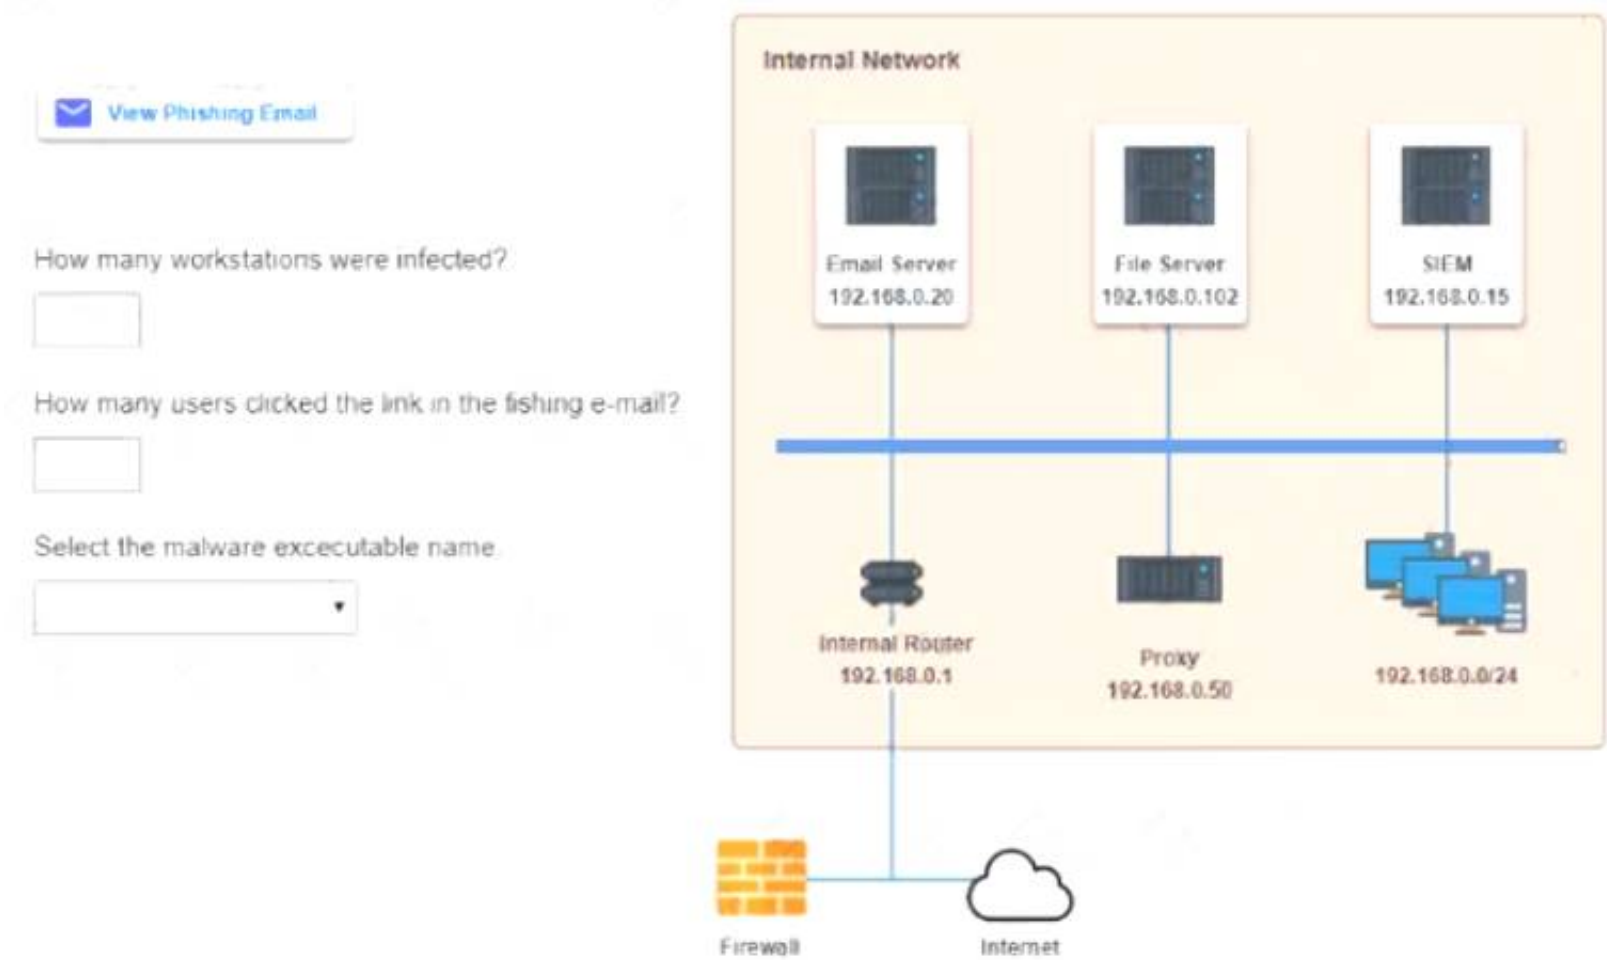 View Phishing Email
How many workstations were infected?
How many users clicked the link in the fishing e-mail?
Select the malware excecutable name
Internal Network
Email Server
192.168.0.20
File Server
192.168.0.102
SIEM
192.168.0.15
Internal Router
192.168.0.1
Proxy
192.168.0.50
192.168.0.0/24
Firewall
Internet